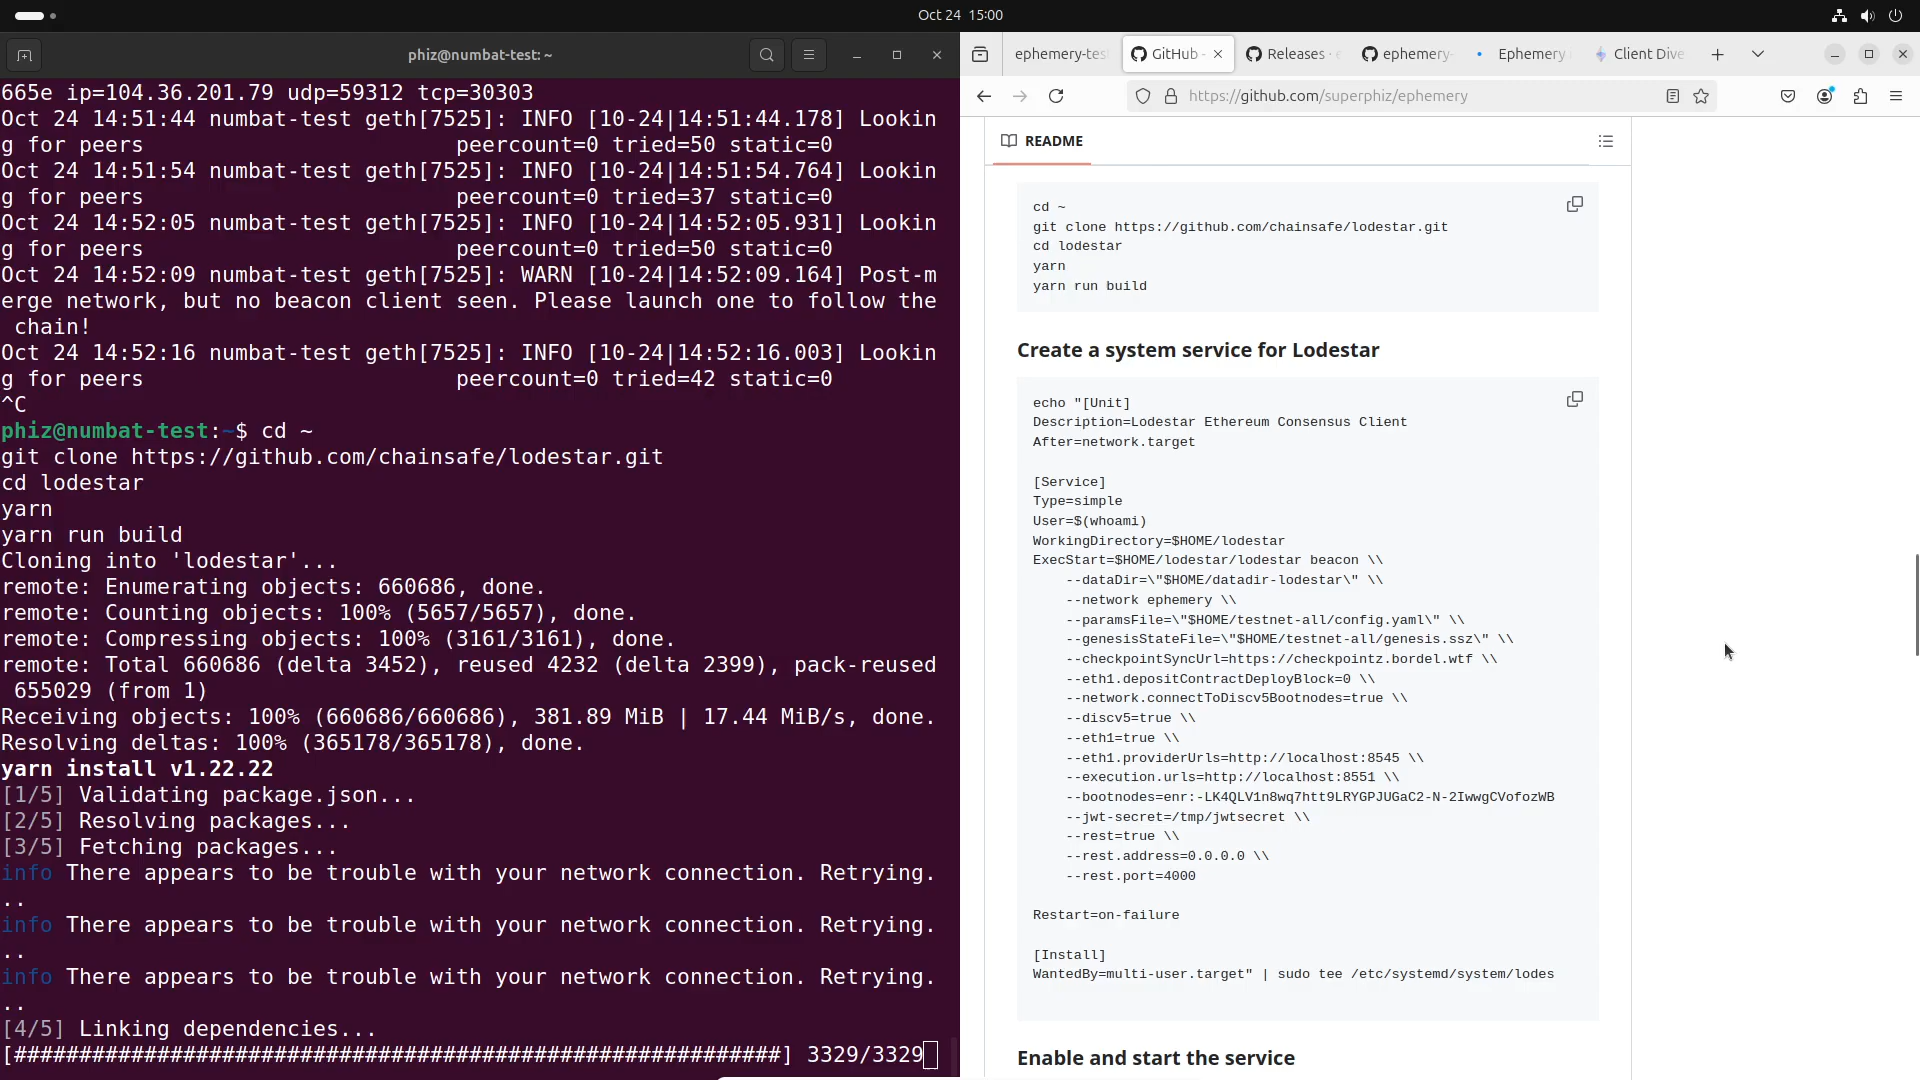 Oct 24 15:00
phiz@numbat-test: ~
665e ip=104.36.201.79 udp=59312 tcp=30303
Oct 24 14:51:44 numbat-test geth[7525]: INFO [10-24|14:51:44.178] Lookin
g for peers peercount=0 tried=50 static=0
Oct 24 14:51:54 numbat-test geth[7525]: INFO [10-24|14:51:54.764] Lookin
g for peers peercount=0 tried=37 static=0
Oct 24 14:52:05 numbat-test geth[7525]: INFO [10-24|14:52:05.931] Lookin
g for peers peercount=0 tried=50 static=0
Oct 24 14:52:09 numbat-test geth[7525]: WARN [10-24|14:52:09.164] Post-m
erge network, but no beacon client seen. Please launch one to follow the
chain!
Oct 24 14:52:16 numbat-test geth[7525]: INFO [10-24|14:52:16.003] Lookin
g for peers peercount=0 tried=42 static=0
^C
phiz@numbat-test:~$ cd ~
git clone https://github.com/chainsafe/lodestar.git
cd lodestar
yarn
yarn run build
Cloning into 'lodestar'...
remote: Enumerating objects: 660686, done.
remote: Counting objects: 100% (5657/5657), done.
remote: Compressing objects: 100% (3161/3161), done.
remote: Total 660686 (delta 3452), reused 4232 (delta 2399), pack-reused
655029 (from 1)
Receiving objects: 100% (660686/660686), 381.89 MiB | 17.44 MiB/s, done.
Resolving deltas: 100% (365178/365178), done.
yarn install v1.22.22
[1/5] Validating package.json...
[2/5] Resolving packages...
[3/5] Fetching packages...
info There appears to be trouble with your network connection. Retrying.
..
info There appears to be trouble with your network connection. Retrying.
..
info There appears to be trouble with your network connection. Retrying.
..
[4/5] Linking dependencies...
[###########################################################] 3329/3329
ephemery-tes GitHub - Releases · e ephemery- Ephemery Client Dive
https://github.com/superphiz/ephemery
README
cd ~
git clone https://github.com/chainsafe/lodestar.git
cd lodestar
yarn
yarn run build
Create a system service for Lodestar
echo "[Unit]
Description=Lodestar Ethereum Consensus Client
After=network.target
[Service]
Type=simple
User=$(whoami)
WorkingDirectory=$HOME/lodestar
ExecStart=$HOME/lodestar/lodestar beacon \\
--dataDir=\"$HOME/datadir-lodestar\" \\
--network ephemery \\
--paramsFile=\"$HOME/testnet-all/config.yaml\" \\
--genesisStateFile=\"$HOME/testnet-all/genesis.ssz\" \\
--checkpointSyncUrl=https://checkpointz.bordel.wtf \\
--eth1.depositContractDeployBlock=0 \\
--network.connectToDiscv5Bootnodes=true \\
--discv5=true \\
--eth1=true \\
--eth1.providerUrls=http://localhost:8545 \\
--execution.urls=http://localhost:8551 \\
--bootnodes=enr:-LK4QLV1n8wq7htt9LRYGPJUGaC2-N-2IwwgCVofozWB
--jwt-secret=/tmp/jwtsecret \\
--rest=true \\
--rest.address=0.0.0.0 \\
--rest.port=4000
Restart=on-failure
[Install]
WantedBy=multi-user.target" | sudo tee /etc/systemd/system/lodes
Enable and start the service